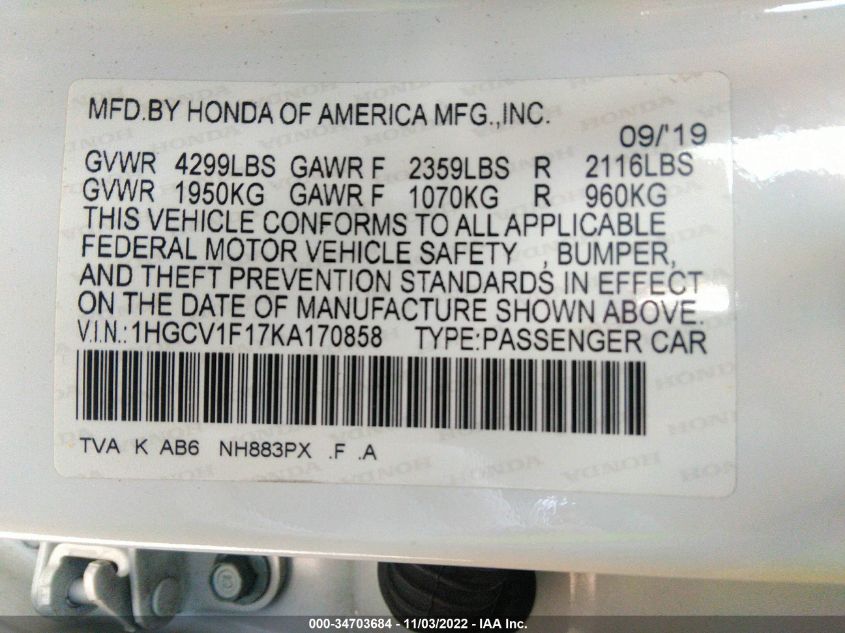 MFD.BY HONDA OF AMERICA MFG.,INC.
09/'19
GVWR 4299LBS GAWR F 2359LBS R 2116LBS
GVWR 1950KG GAWR F 1070KG R 960KG
THIS VEHICLE CONFORMS TO ALL APPLICABLE
FEDERAL MOTOR VEHICLE SAFETY , BUMPER,
AND THEFT PREVENTION STANDARDS IN EFFECT
ON THE DATE OF MANUFACTURE SHOWN ABOVE.
V.I.N.:1HGCV1F17KA170858 TYPE:PASSENGER CAR
TVA K AB6 NH883PX .F .A
000-34703684 - 11/03/2022 - IAA Inc.